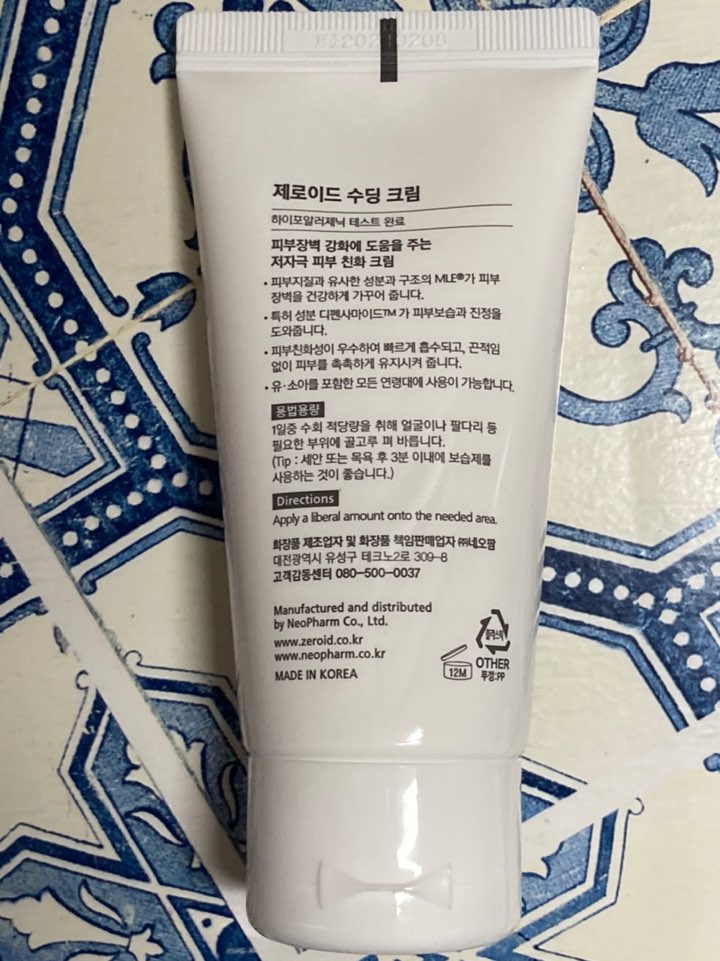 제로이드 수딩 크림
하이포알러제닉 테스트 완료
피부장벽 강화에 도움을 주는
저자극 피부 친화 크림
• 피부지질과 유사한 성분과 구조의 MLE®가 피부
장벽을 건강하게 가꾸어 줍니다.
• 특허 성분 디펜사마이드™ 가 피부보습과 진정을
도와줍니다.
• 피부친화성이 우수하여 빠르게 흡수되고, 끈적임
없이 피부를 촉촉하게 유지시켜 줍니다.
• 유·소아를 포함한 모든 연령대에 사용이 가능합니다.
용법용량
1일중 수회 적당량을 취해 얼굴이나 팔다리 등
필요한 부위에 골고루 펴 바릅니다.
(Tip : 세안 또는 목욕 후 3분 이내에 보습제를
사용하는 것이 좋습니다.)
Directions
Apply a liberal amount onto the needed area.
화장품 제조업자 및 화장품 책임판매업자 ㈜네오팜
대전광역시 유성구 테크노2로 309-8
고객감동센터 080-500-0037
Manufactured and distributed
by NeoPharm Co., Ltd.
www.zeroid.co.kr
www.neopharm.co.kr
MADE IN KOREA
12M
플라스틱
OTHER
뚜껑:PP